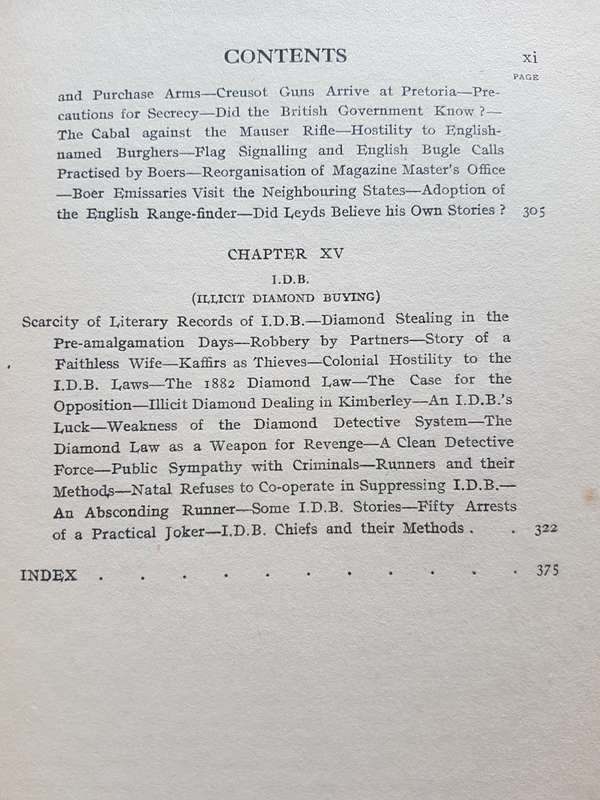 CONTENTS xi
PAGE
and Purchase Arms—Creusot Guns Arrive at Pretoria—Pre-
cautions for Secrecy—Did the British Government Know?—
The Cabal against the Mauser Rifle—Hostility to English-
named Burghers—Flag Signalling and English Bugle Calls
Practised by Boers—Reorganisation of Magazine Master's Office
—Boer Emissaries Visit the Neighbouring States—Adoption of
the English Range-finder—Did Leyds Believe his Own Stories? 305
CHAPTER XV
I.D.B.
(ILLICIT DIAMOND BUYING)
Scarcity of Literary Records of I.D.B.—Diamond Stealing in the
Pre-amalgamation Days—Robbery by Partners—Story of a
Faithless Wife—Kaffirs as Thieves—Colonial Hostility to the
I.D.B. Laws—The 1882 Diamond Law—The Case for the
Opposition—Illicit Diamond Dealing in Kimberley—An I.D.B.'s
Luck—Weakness of the Diamond Detective System—The
Diamond Law as a Weapon for Revenge—A Clean Detective
Force—Public Sympathy with Criminals—Runners and their
Methods—Natal Refuses to Co-operate in Suppressing I.D.B.—
An Absconding Runner—Some I.D.B. Stories—Fifty Arrests
of a Practical Joker—I.D.B. Chiefs and their Methods . . 322
INDEX . . . . . . . . . . . 375